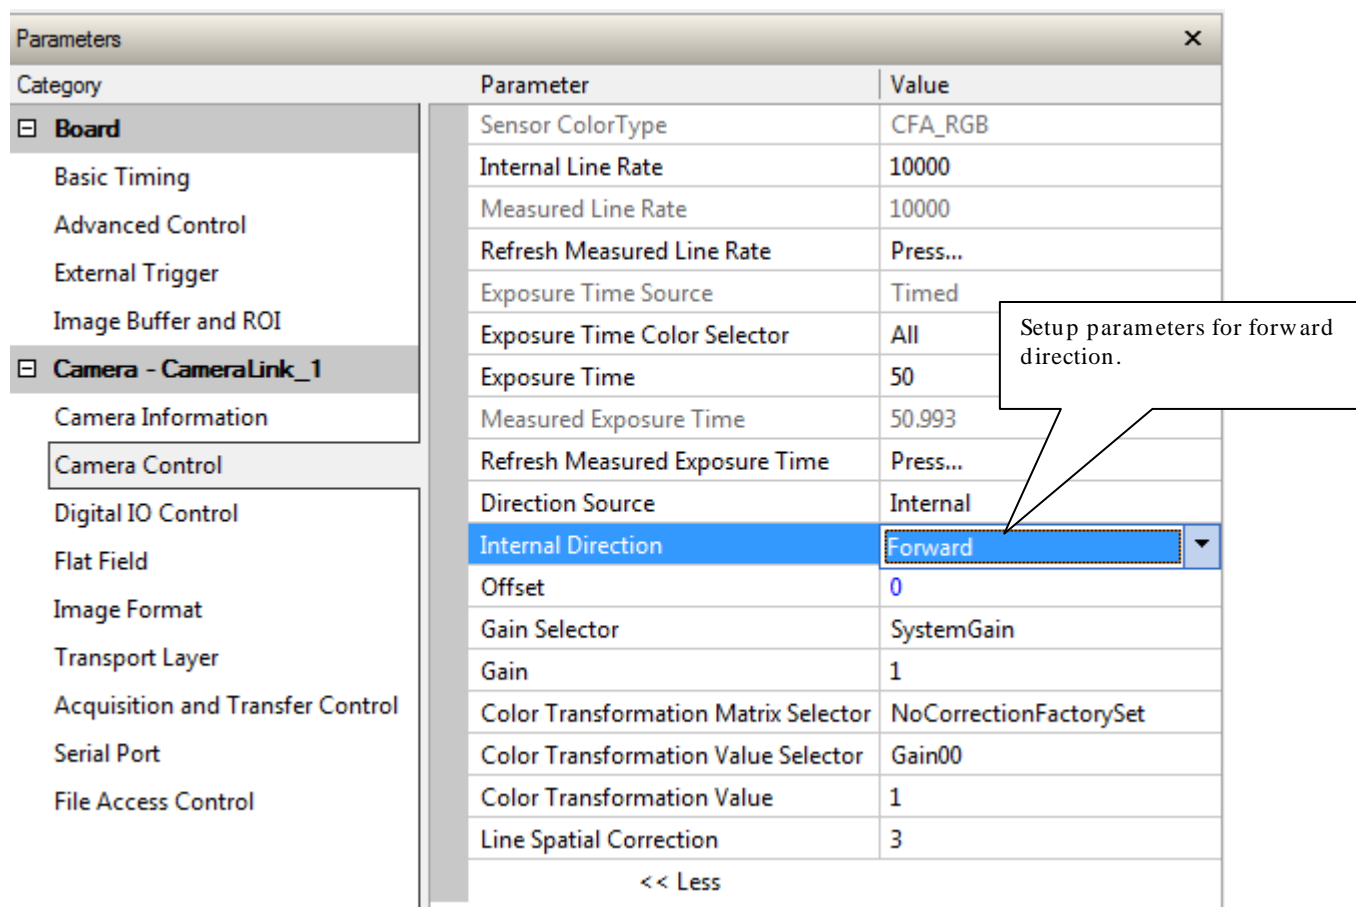 Parameters
Category
Parameter Value
Board
Basic Timing
Advanced Control
External Trigger
Image Buffer and ROI
Camera - CameraLink_1
Camera Information
Camera Control
Digital IO Control
Flat Field
Image Format
Transport Layer
Acquisition and Transfer Control
Serial Port
File Access Control
Sensor ColorType CFA_RGB
Internal Line Rate 10000
Measured Line Rate 10000
Refresh Measured Line Rate Press...
Exposure Time Source Timed
Exposure Time Color Selector All
Exposure Time 50
Measured Exposure Time 50.993
Refresh Measured Exposure Time Press...
Direction Source Internal
Internal Direction Forward
Offset 0
Gain Selector SystemGain
Gain 1
Color Transformation Matrix Selector NoCorrectionFactorySet
Color Transformation Value Selector Gain00
Color Transformation Value 1
Line Spatial Correction 3
<< Less
Setup parameters for forward
direction.